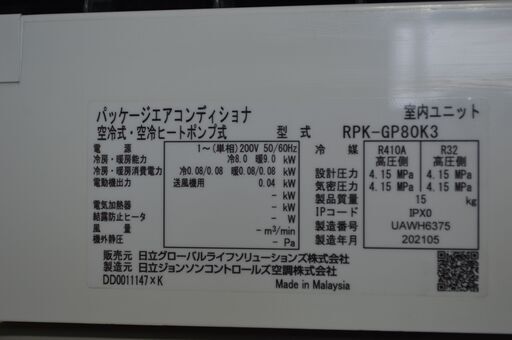 パッケージエアコンディショナ 室内ユニット
空冷式・空冷ヒートポンプ式 型式 RPK-GP80K3
電源 1〜(単相)200V 50/60Hz 冷媒 R410A R32
冷房・暖房能力 冷8.0 暖9.0 kW 高圧側 高圧側
冷房・暖房消費電力 冷0.08/0.08 暖0.08/0.08 kW 設計圧力 4.15 MPa 4.15 MPa
電動機出力 送風機用 0.04 kW 気密圧力 4.15 MPa 4.15 MPa
- kW 製品質量 15 kg
電気加熱器 - kW IPコード IPX0
結露防止ヒータ - W 製造番号 UAWH6375
風量 - m³/min 製造年月 202105
機外静圧 - Pa
販売元 日立グローバルライフソリューションズ株式会社
製造元 日立ジョンソンコントロールズ空調株式会社
DD0011147×K Made in Malaysia